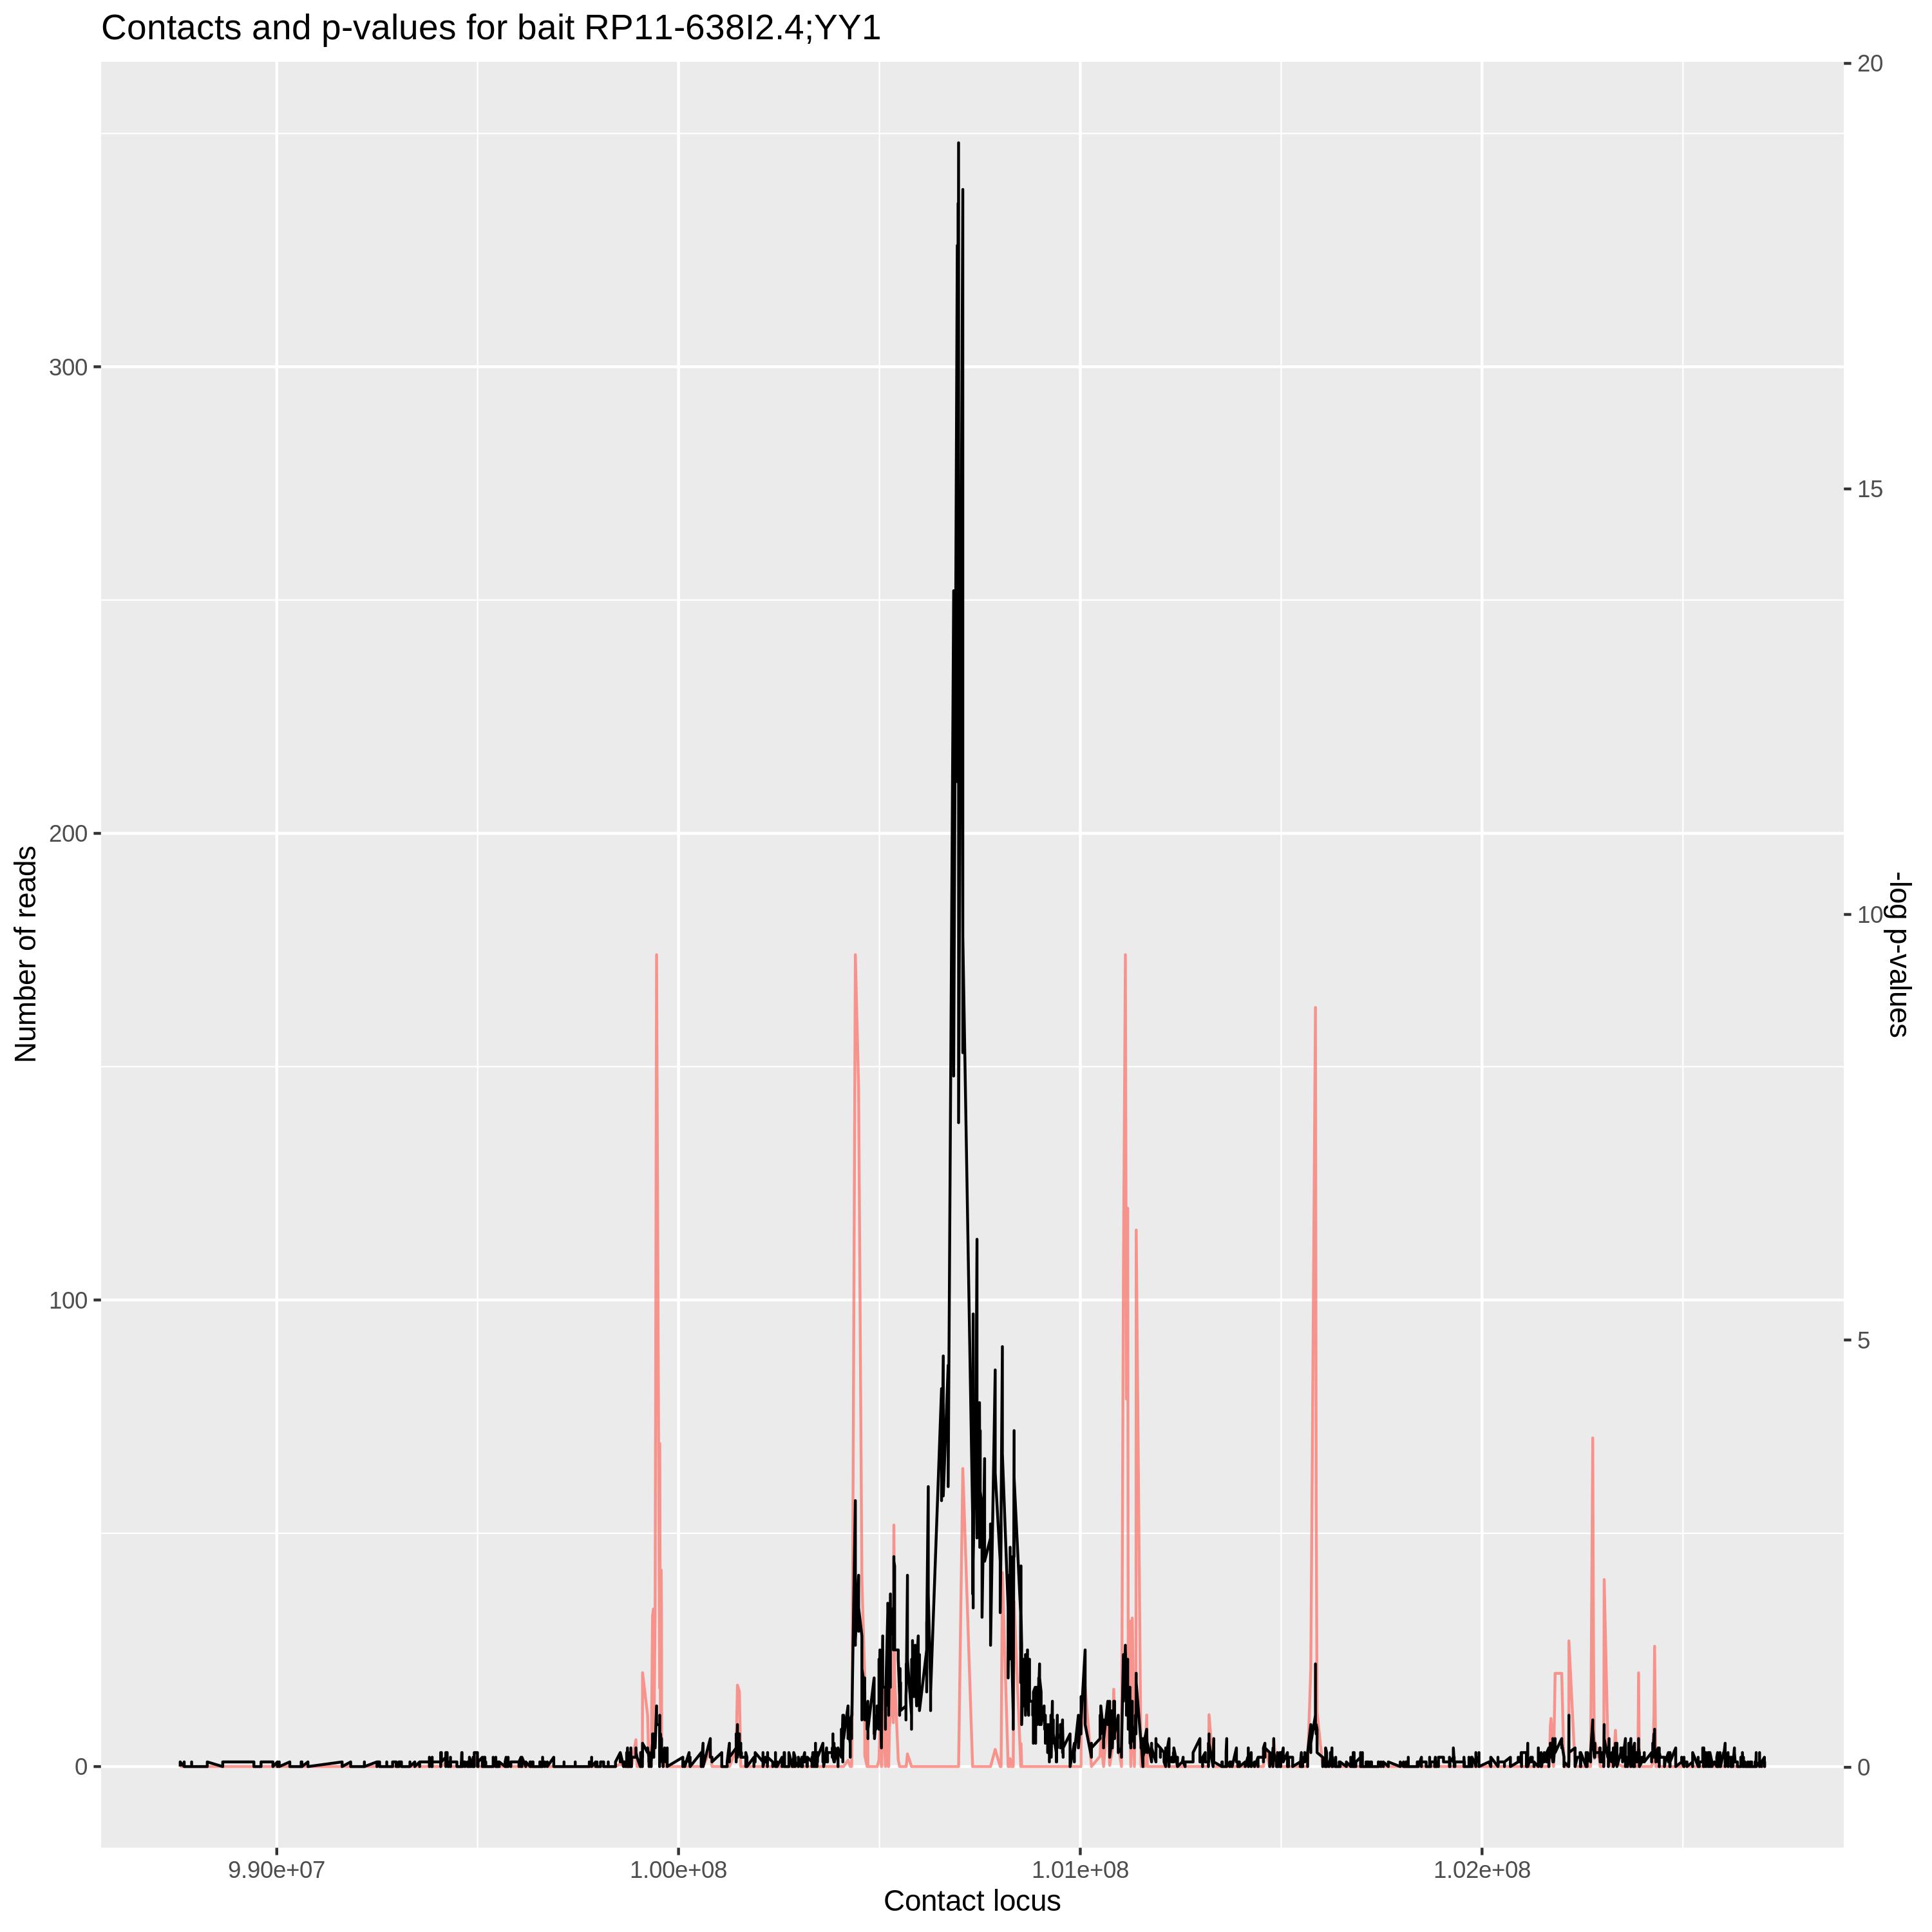 Contacts and p-values for bait RP11-638I2.4;YY1
20
300
15
200
10
100
5
0
0
Number of reads
-log p-values
9.90e+07
1.00e+08
1.01e+08
1.02e+08
Contact locus